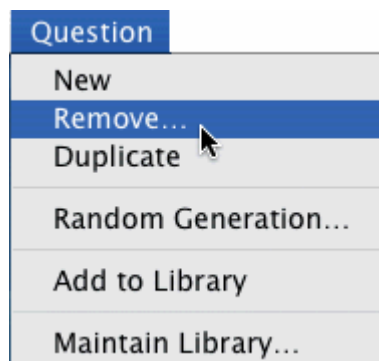 Question
New
Remove...
Duplicate
Random Generation...
Add to Library
Maintain Library...